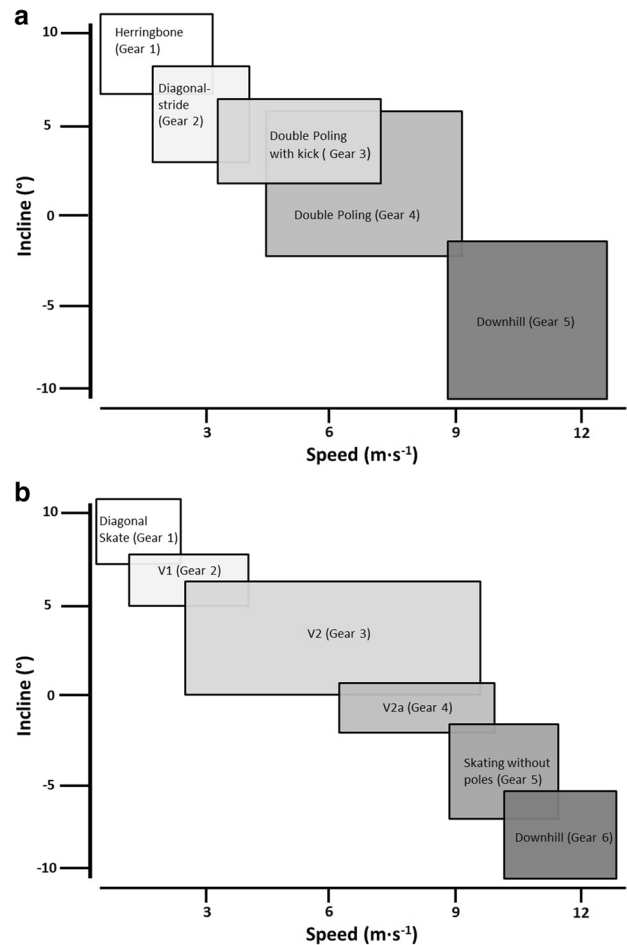 a
10
5
0
-5
-10
Incline (°)
Herringbone
(Gear 1)
Diagonal-
stride
(Gear 2)
Double Poling
with kick ( Gear 3)
Double Poling (Gear 4)
Downhill (Gear 5)
3
6
9
12
Speed (m·s-1)
b
10
5
0
-5
-10
Incline (°)
Diagonal
Skate (Gear 1)
V1 (Gear 2)
V2 (Gear 3)
V2a (Gear 4)
Skating without
poles (Gear 5)
Downhill (Gear 6)
3
6
9
12
Speed (m·s-1)